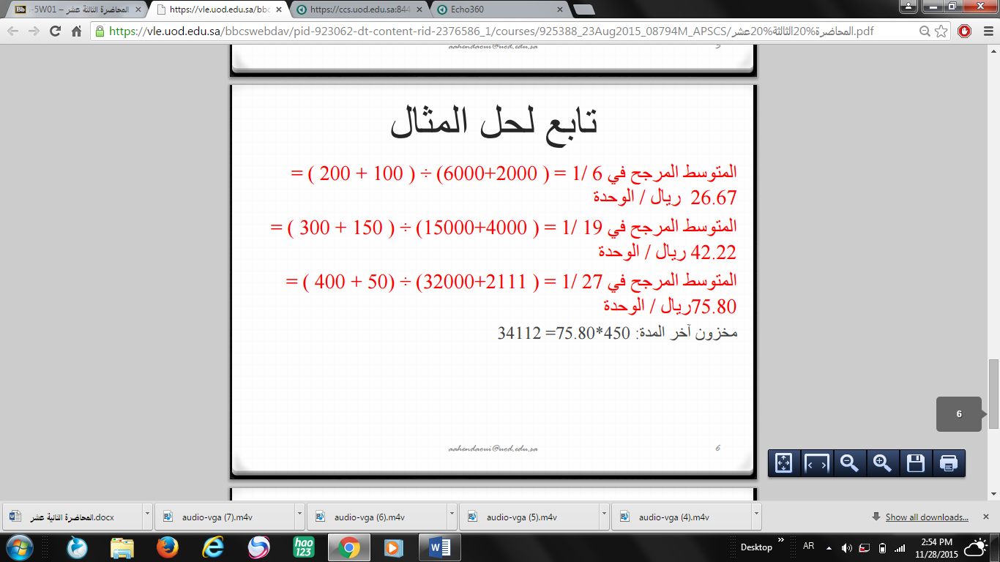 المحاضرة الثالثة عشر – 5W01-
https://vle.uod.edu.sa/bbc
https://ccs.uod.edu.sa:844
Echo360
https://vle.uod.edu.sa/bbcswebdav/pid-923062-dt-content-rid-2376586_1/courses/925388_23Aug2015_08794M_APSCS/المحاضرة%20الثالثة%20عشر.pdf
aahendaoui@uod.edu.sa
5
تابع لحل المثال
المتوسط المرجح في 6 /1 = ( 2000+6000) ÷ ( 100 + 200 ) =
26.67 ريال / الوحدة
المتوسط المرجح في 19 /1 = ( 4000+15000) ÷ ( 150 + 300 ) =
42.22 ريال / الوحدة
المتوسط المرجح في 27 /1 = ( 2111+32000) ÷ (50 + 400 ) =
75.80ريال / الوحدة
مخزون آخر المدة: 450*75.80= 34112
aahendaoui@uod.edu.sa
6
6
المحاضرة الثانية عشر.docx
audio-vga (7).m4v
audio-vga (6).m4v
audio-vga (5).m4v
audio-vga (4).m4v
Show all downloads...
hao
123
Desktop
AR
2:54 PM
11/28/2015